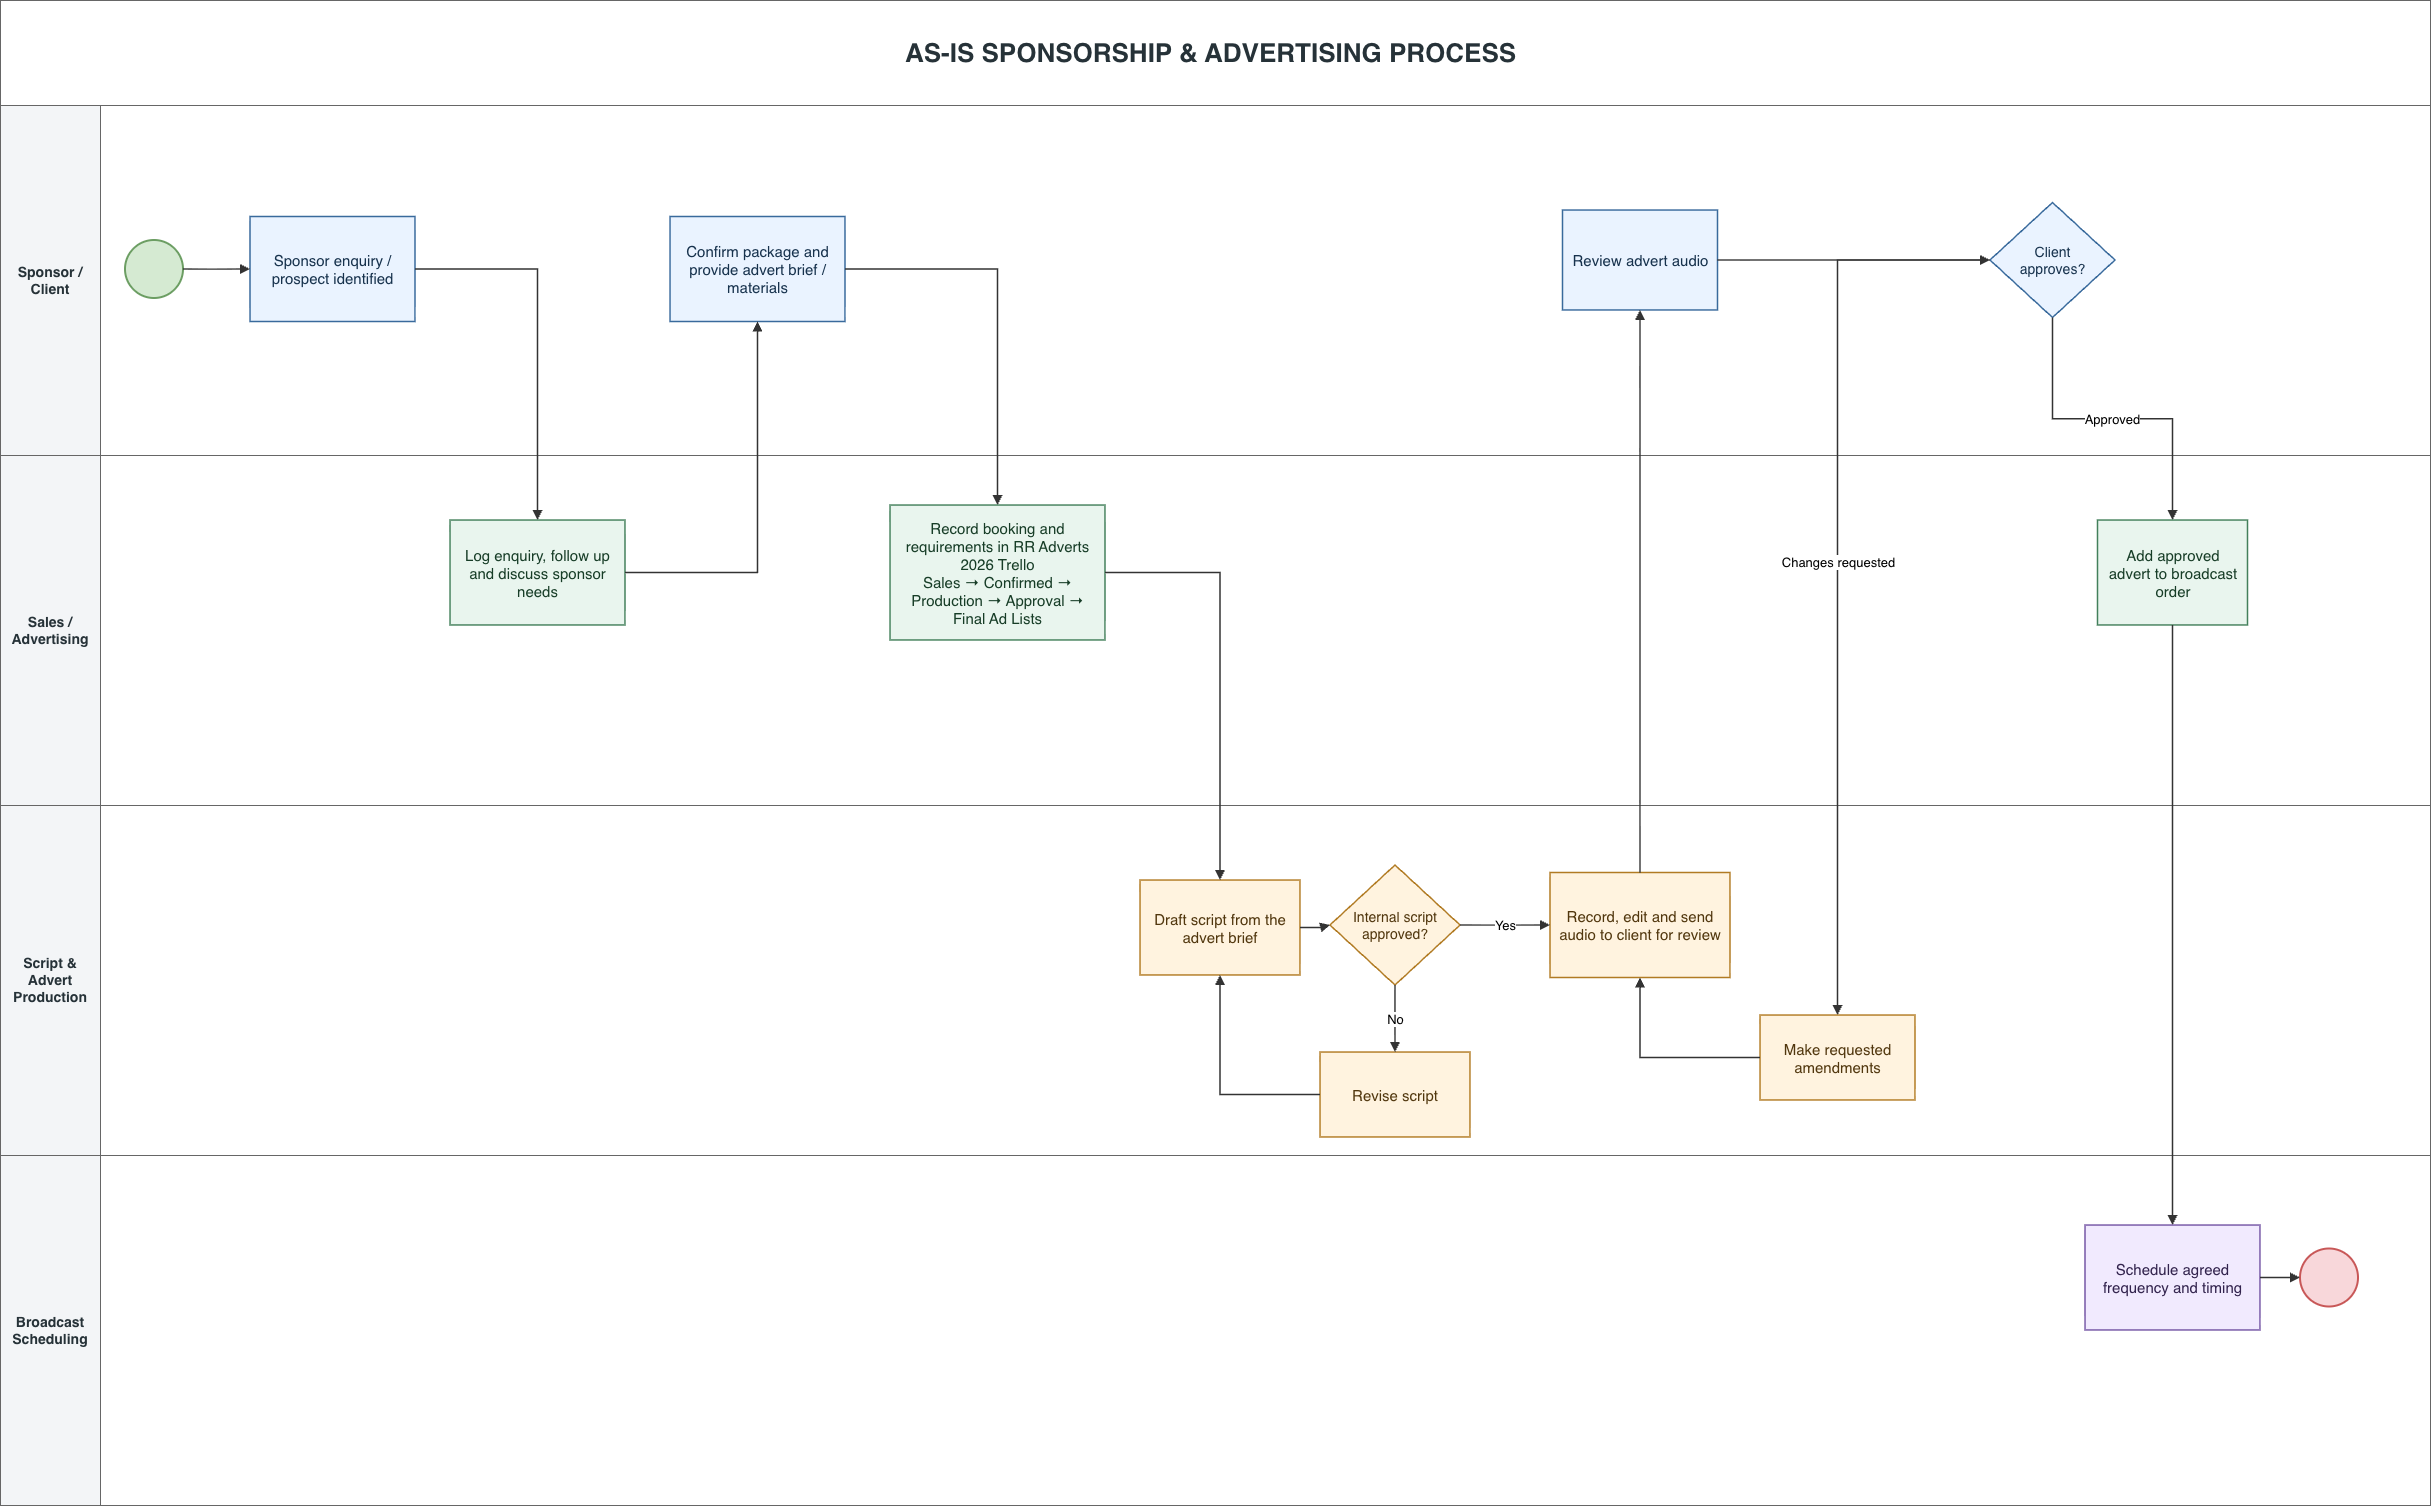 AS-IS SPONSORSHIP & ADVERTISING PROCESS
Sponsor /
Client
Sponsor enquiry /
prospect identified
Confirm package and
provide advert brief /
materials
Review advert audio
Client
approves?
Approved
Sales /
Advertising
Log enquiry, follow up
and discuss sponsor
needs
Record booking and
requirements in RR Adverts
2026 Trello
Sales → Confirmed →
Production → Approval →
Final Ad Lists
Changes requested
Add approved
advert to broadcast
order
Script &
Advert
Production
Draft script from the
advert brief
Internal script
approved?
Yes
Record, edit and send
audio to client for review
No
Revise script
Make requested
amendments
Broadcast
Scheduling
Schedule agreed
frequency and timing